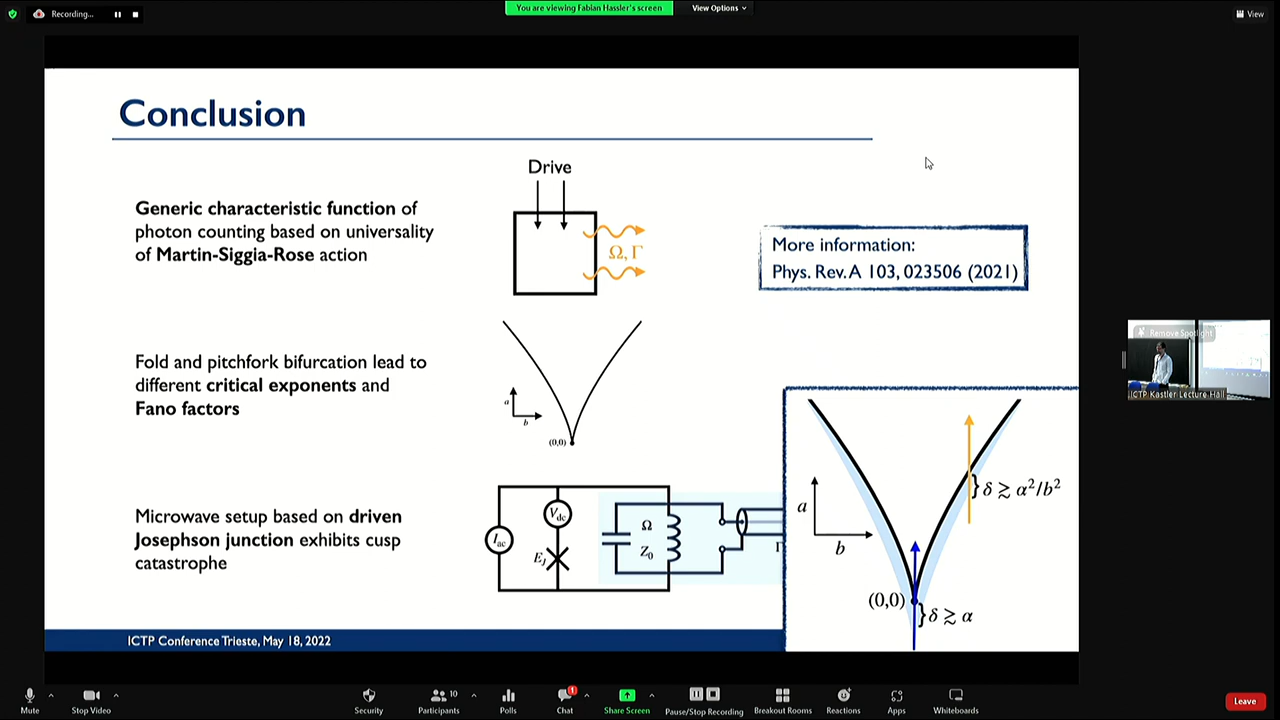 Recording...
You are viewing Fabian Hassler's screen
View Options
View
Conclusion
Drive
Generic characteristic function of
photon counting based on universality
of Martin-Siggia-Rose action
Ω, Γ
More information:
Phys. Rev. A 103, 023506 (2021)
Remove Spotlight
ICTP Kastler Lecture Hall
Fold and pitchfork bifurcation lead to
different critical exponents and
Fano factors
a
b
(0,0)
a
b
δ ≳ α²/b²
(0,0)
δ ≳ α
Microwave setup based on driven
Josephson junction exhibits cusp
catastrophe
I_ac
V_dc
E_J
Ω
Z_0
Γ
ICTP Conference Trieste, May 18, 2022
Mute
Stop Video
Security
10
Participants
Polls
1
Chat
Share Screen
Pause/Stop Recording
Breakout Rooms
Reactions
Apps
Whiteboards
Leave